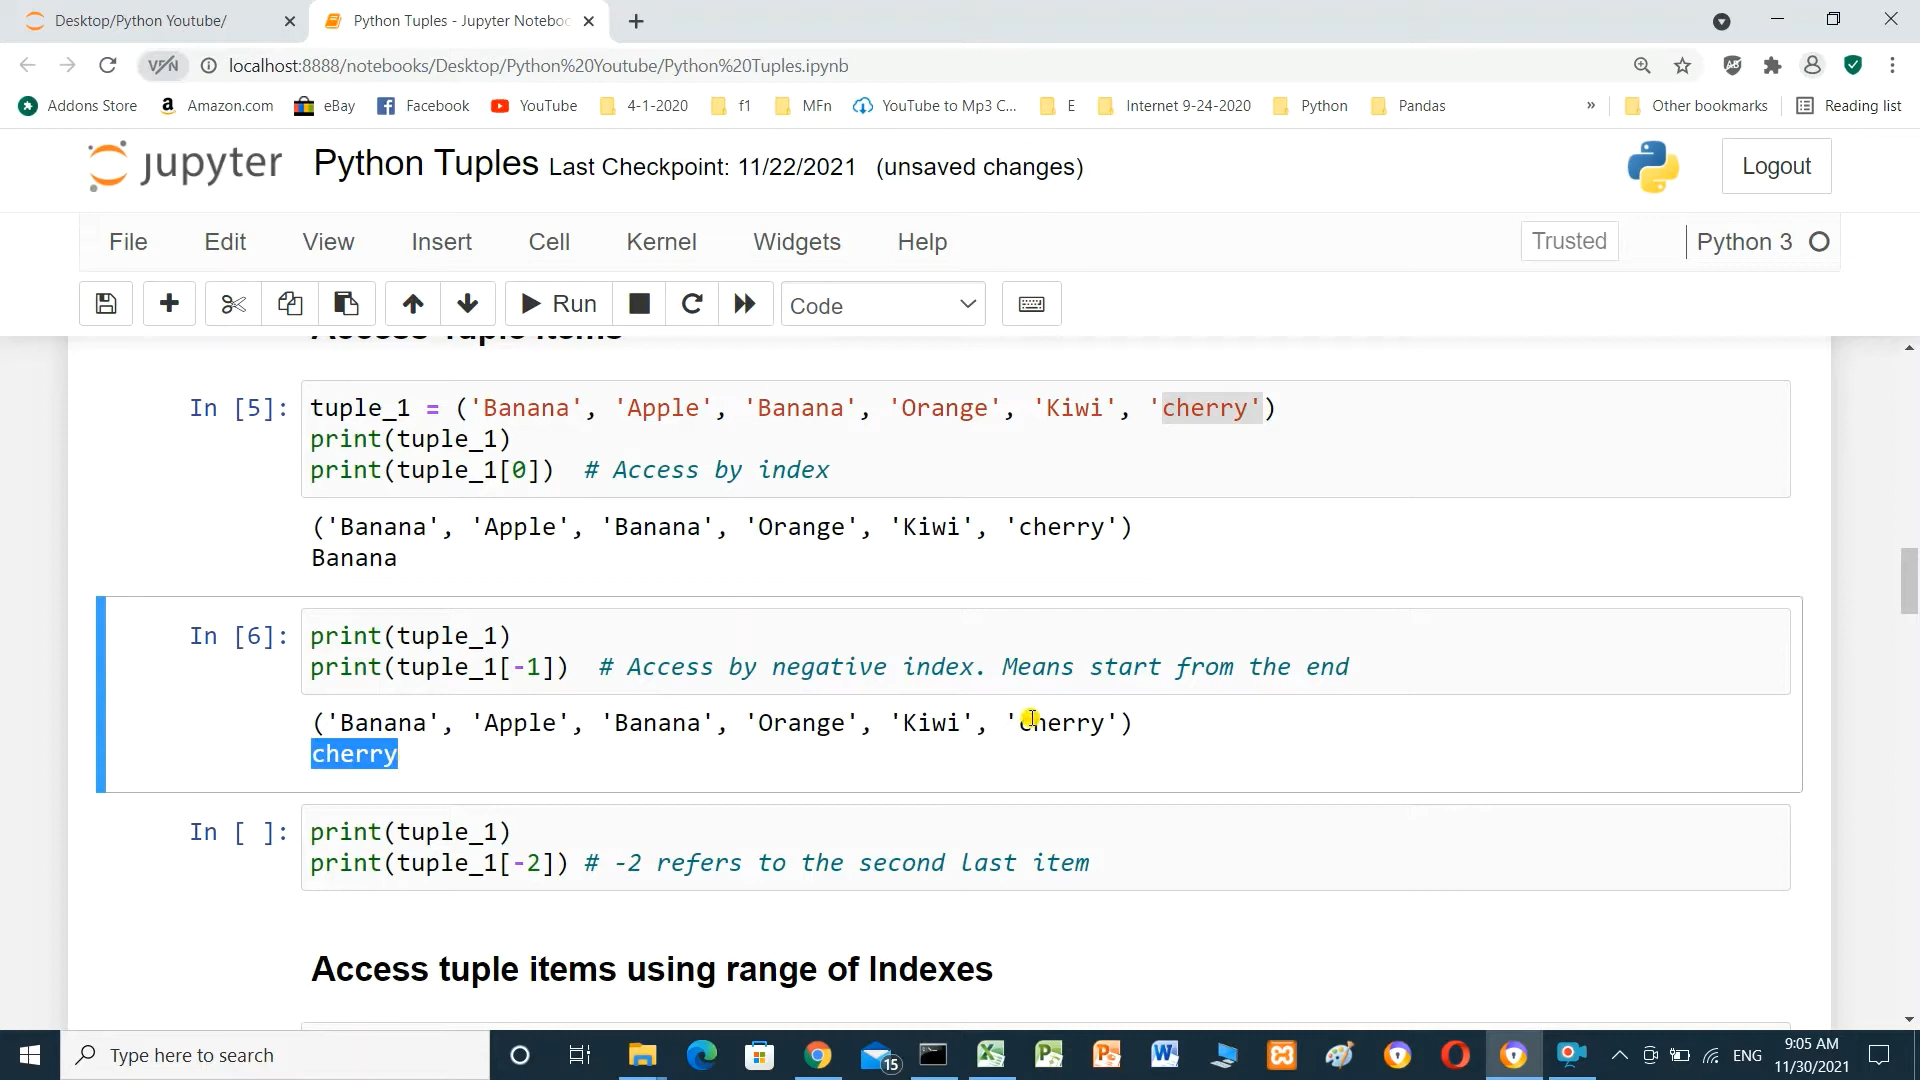 Desktop/Python Youtube/
Python Tuples - Jupyter Noteboo
VPN
localhost:8888/notebooks/Desktop/Python%20Youtube/Python%20Tuples.ipynb
Addons Store
Amazon.com
eBay
Facebook
YouTube
4-1-2020
f1
MFn
YouTube to Mp3 C...
E
Internet 9-24-2020
Python
Pandas
»
Other bookmarks
Reading list
jupyter
Python Tuples Last Checkpoint: 11/22/2021 (unsaved changes)
Logout
File
Edit
View
Insert
Cell
Kernel
Widgets
Help
Trusted
Python 3
Run
Code
Access Tuple Items
In [5]: tuple_1 = ('Banana', 'Apple', 'Banana', 'Orange', 'Kiwi', 'cherry')
print(tuple_1)
print(tuple_1[0]) # Access by index
('Banana', 'Apple', 'Banana', 'Orange', 'Kiwi', 'cherry')
Banana
In [6]: print(tuple_1)
print(tuple_1[-1]) # Access by negative index. Means start from the end
('Banana', 'Apple', 'Banana', 'Orange', 'Kiwi', 'cherry')
cherry
In [ ]: print(tuple_1)
print(tuple_1[-2]) # -2 refers to the second last item
Access tuple items using range of Indexes
Type here to search
15
ENG
9:05 AM
11/30/2021